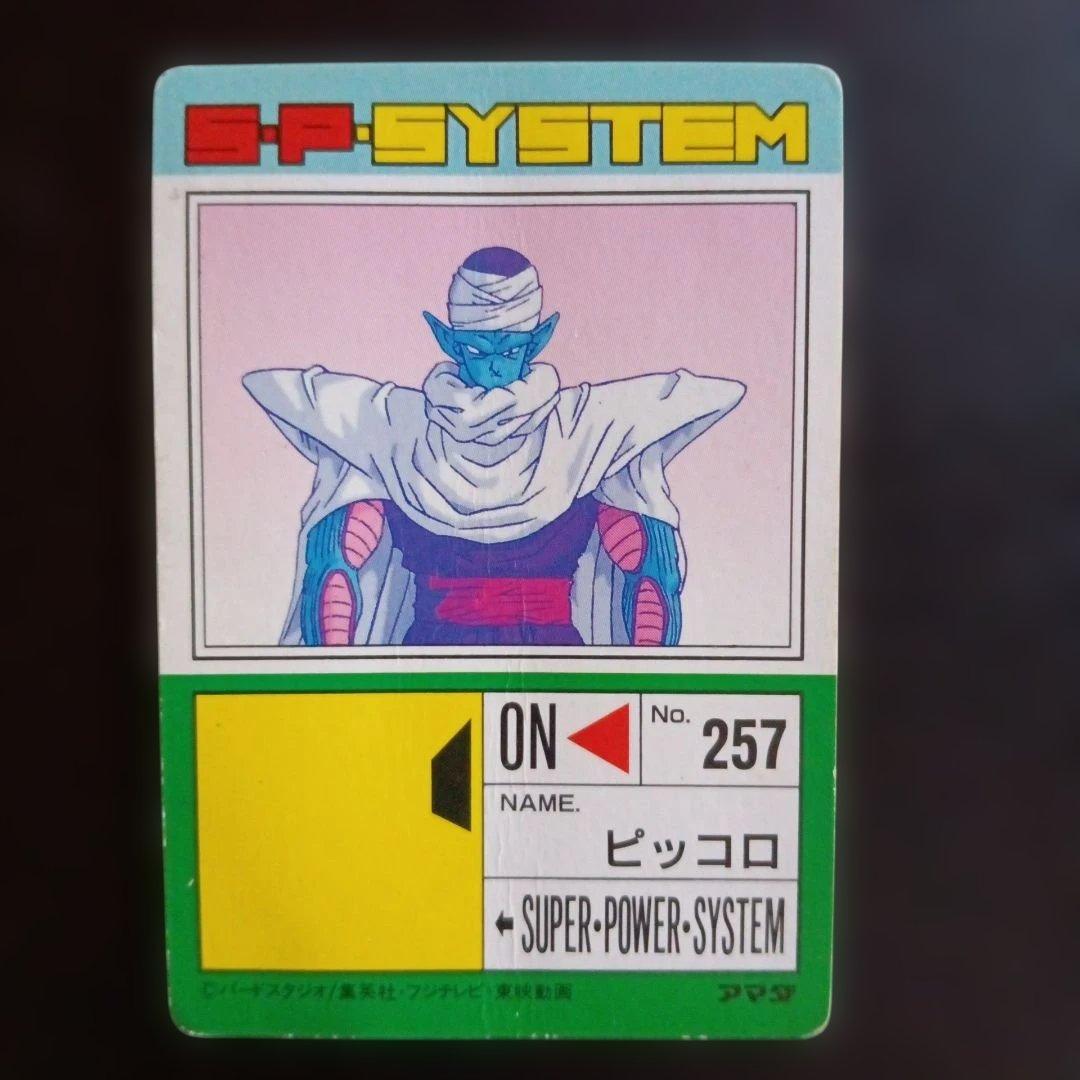 S·P·SYSTEM
ON
No. 257
NAME.
ピッコロ
SUPER·POWER·SYSTEM
©バードスタジオ/集英社・フジテレビ・東映動画
アマダ